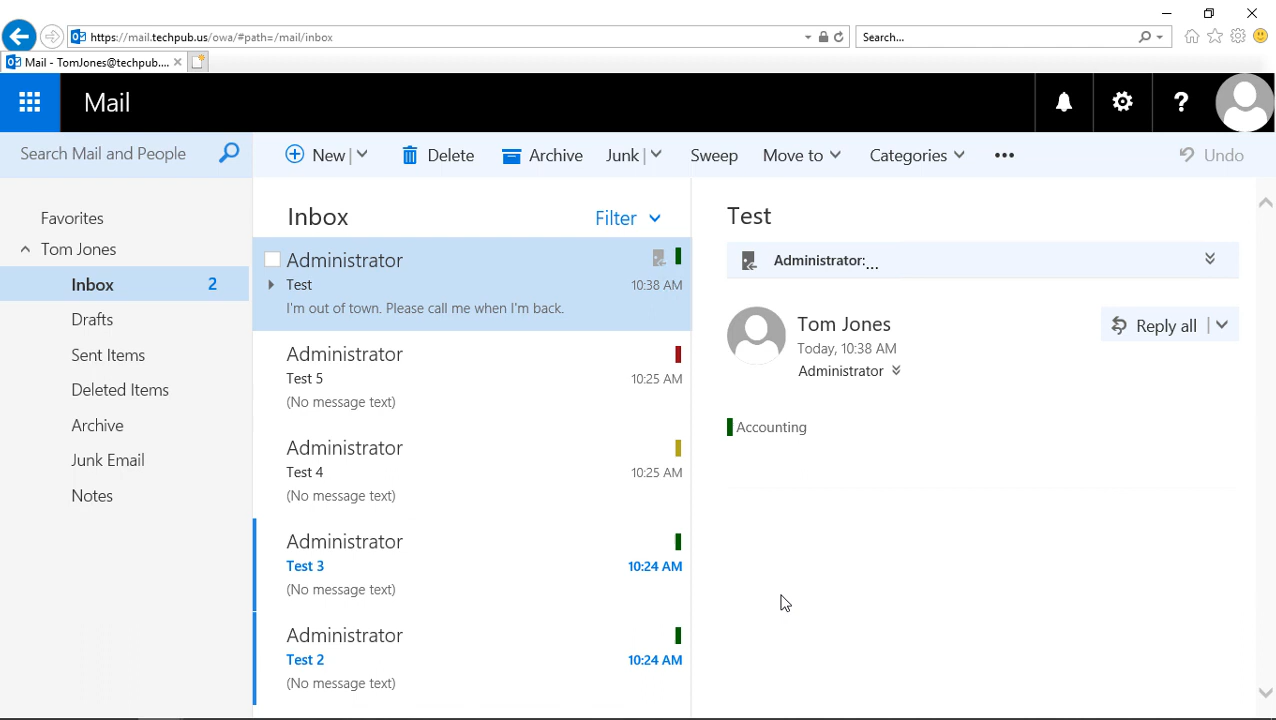 https://mail.techpub.us/owa/#path=/mail/inbox
Search...
Mail - TomJones@techpub....
Mail
?
Search Mail and People
New
Delete
Archive
Junk
Sweep
Move to
Categories
•••
Undo
Favorites
Tom Jones
Inbox 2
Drafts
Sent Items
Deleted Items
Archive
Junk Email
Notes
Inbox
Filter
Administrator
Test 10:38 AM
I'm out of town. Please call me when I'm back.
Administrator
Test 5 10:25 AM
(No message text)
Administrator
Test 4 10:25 AM
(No message text)
Administrator
Test 3 10:24 AM
(No message text)
Administrator
Test 2 10:24 AM
(No message text)
Test
Administrator:...
Tom Jones
Today, 10:38 AM
Administrator
Reply all
Accounting